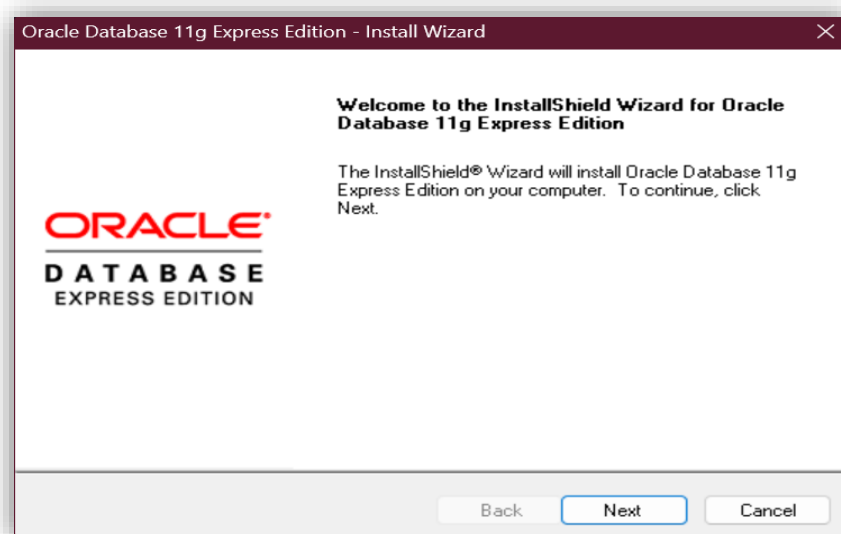 Oracle Database 11g Express Edition - Install Wizard
Welcome to the InstallShield Wizard for Oracle
Database 11g Express Edition
The InstallShield® Wizard will install Oracle Database 11g
Express Edition on your computer. To continue, click
Next.
ORACLE®
DATABASE
EXPRESS EDITION
Back
Next
Cancel